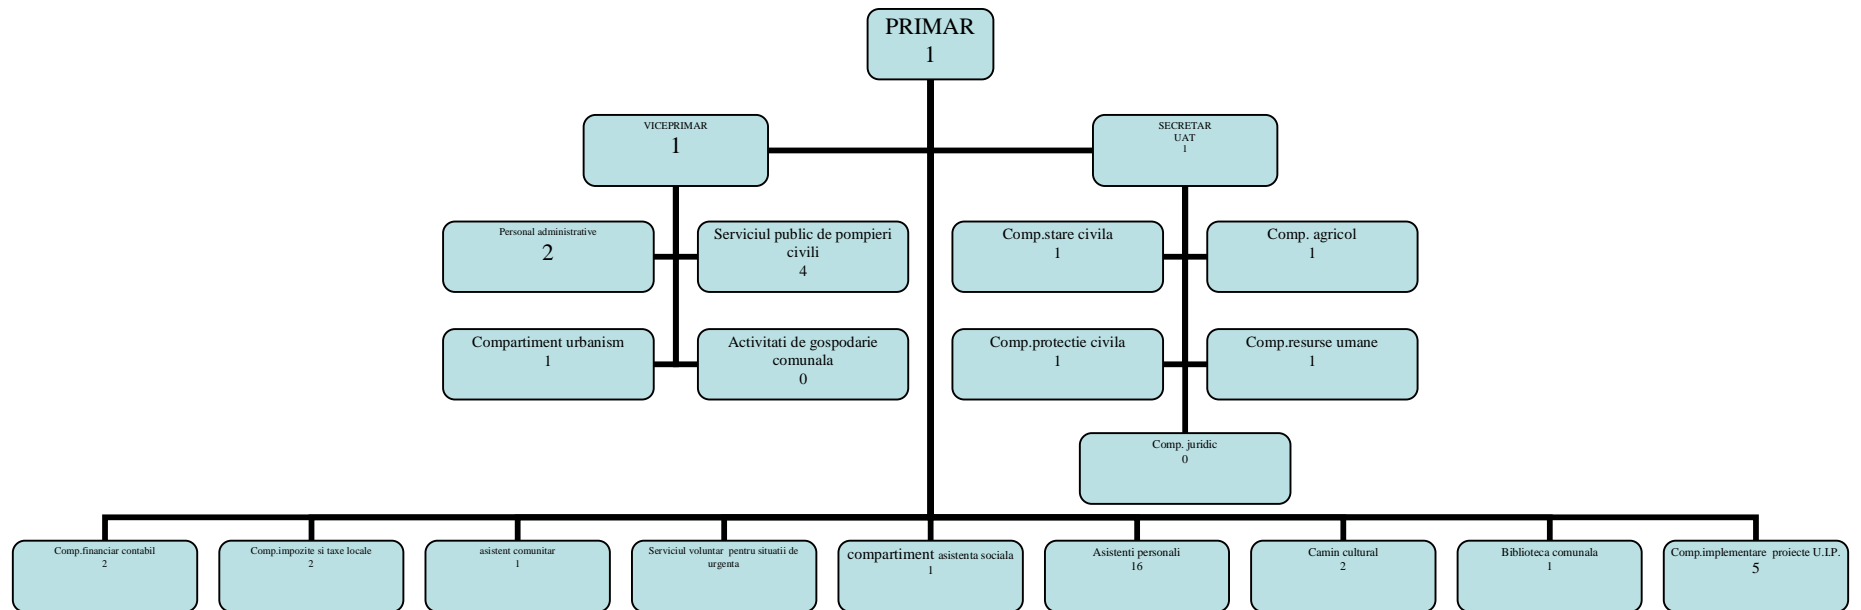 PRIMAR
1
VICEPRIMAR
1
SECRETAR
UAT
1
Personal administrative
2
Serviciul public de pompieri
civili
4
Comp.stare civila
1
Comp. agricol
1
Compartiment urbanism
1
Activitati de gospodarie
comunala
0
Comp.protectie civila
1
Comp.resurse umane
1
Comp. juridic
0
Comp.financiar contabil
2
Comp.impozite si taxe locale
2
asistent comunitar
1
Serviciul voluntar pentru situatii de
urgenta
compartiment asistenta sociala
1
Asistenti personali
16
Camin cultural
2
Biblioteca comunala
1
Comp.implementare proiecte U.I.P.
5